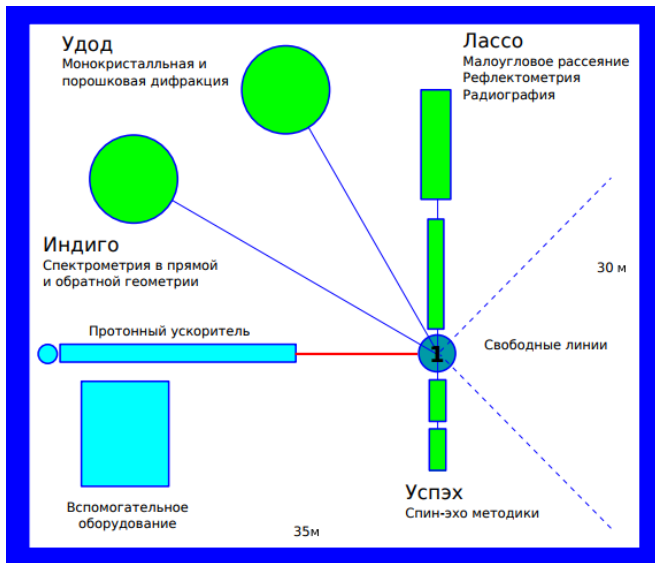 Удод
Монокристалльная и
порошковая дифракция
Лассо
Малоугловое рассеяние
Рефлектометрия
Радиография
Индиго
Спектрометрия в прямой
и обратной геометрии
30 м
Протонный ускоритель
1
Свободные линии
Вспомогательное
оборудование
Успэх
Спин-эхо методики
35м